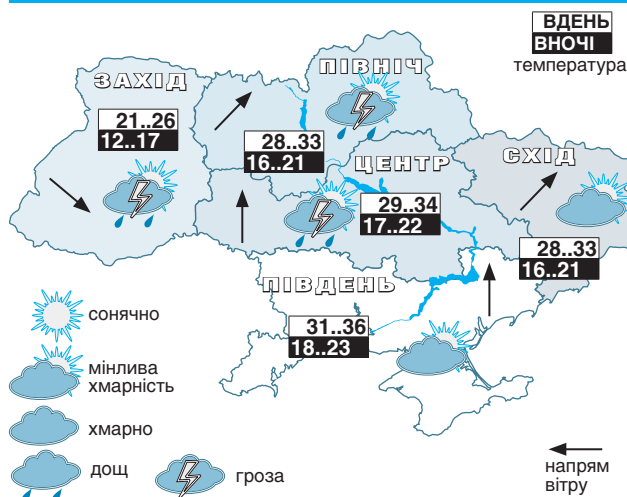 ВДЕНЬ
ВНОЧІ
температура
ЗАХІД
21..26
12..17
ПІВНІЧ
28..33
16..21
ЦЕНТР
29..34
17..22
СХІД
28..33
16..21
ПІВДЕНЬ
31..36
18..23
сонячно
мінлива
хмарність
хмарно
дощ
гроза
напрям
вітру